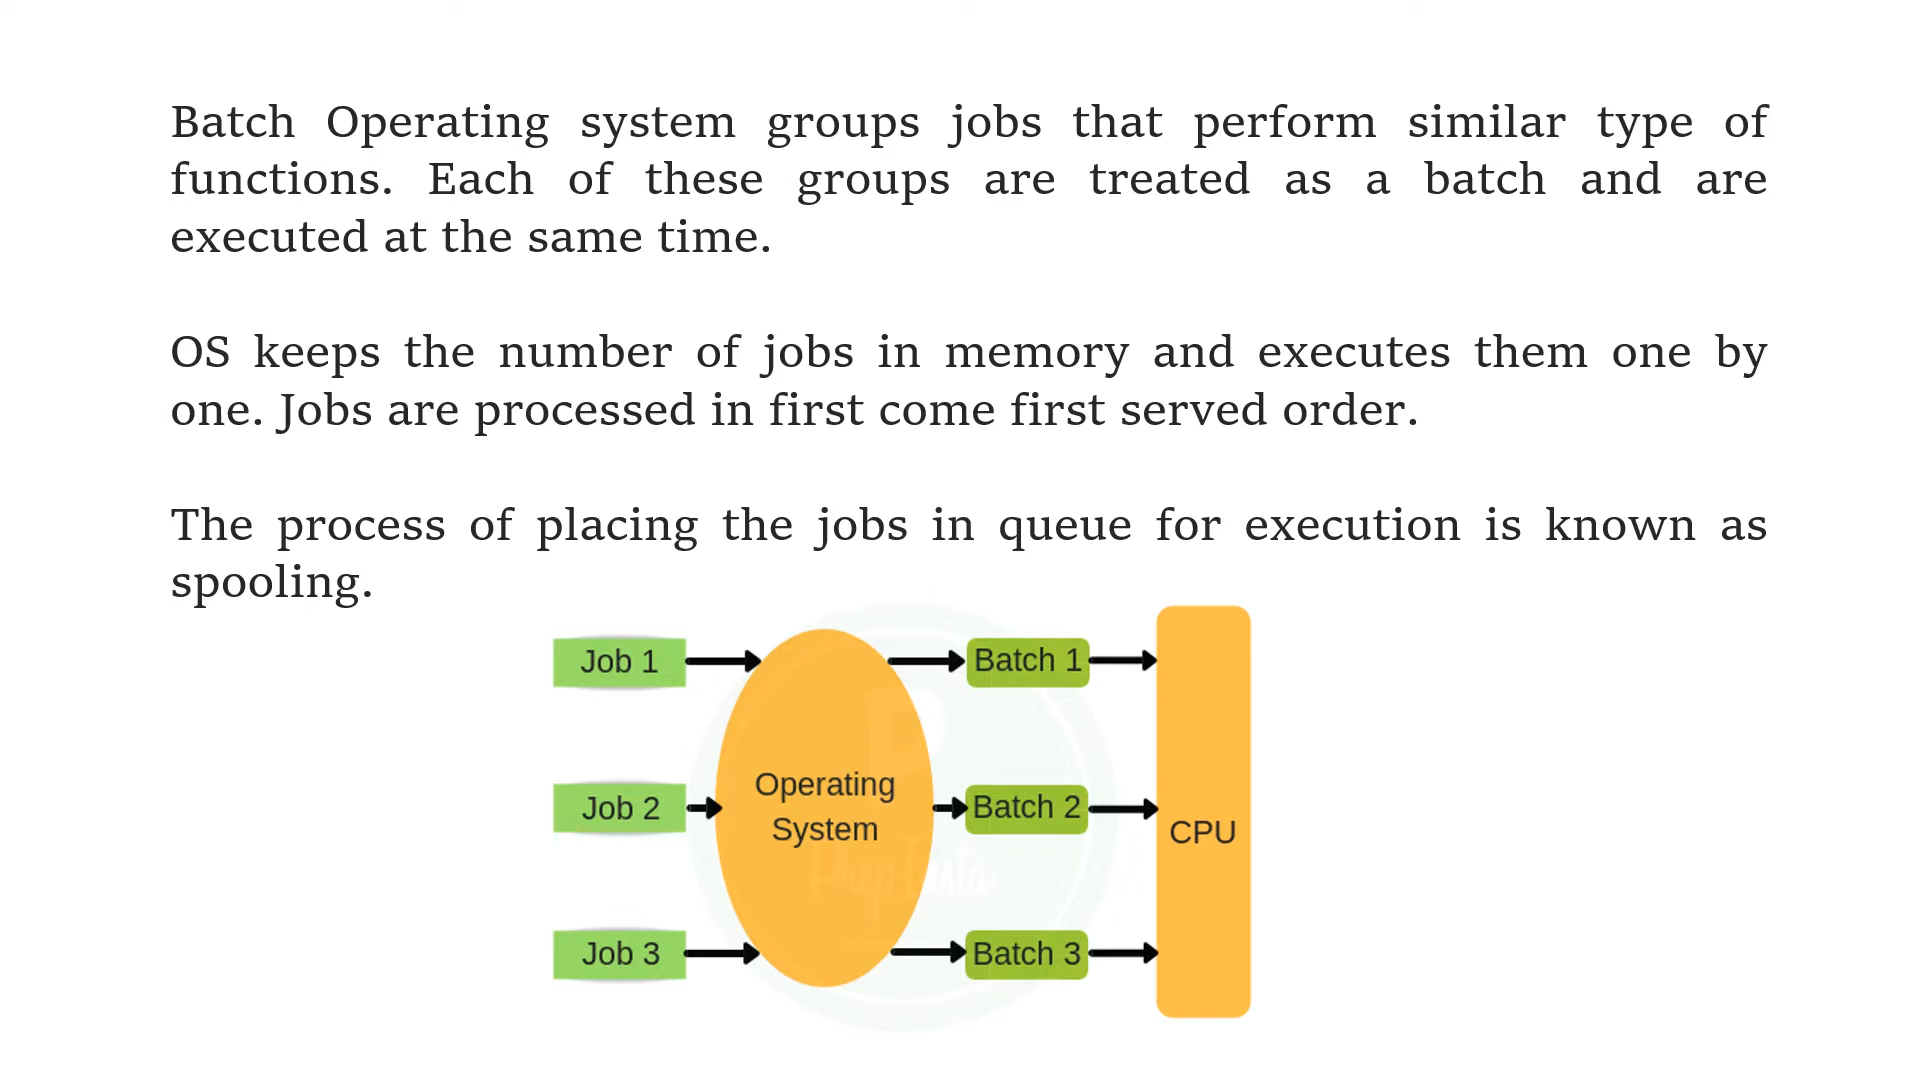 Batch Operating system groups jobs that perform similar type of
functions. Each of these groups are treated as a batch and are
executed at the same time.
OS keeps the number of jobs in memory and executes them one by
one. Jobs are processed in first come first served order.
The process of placing the jobs in queue for execution is known as
spooling.
Job 1
Batch 1
Operating
System
Job 2
Batch 2
CPU
PrepInsta
Job 3
Batch 3